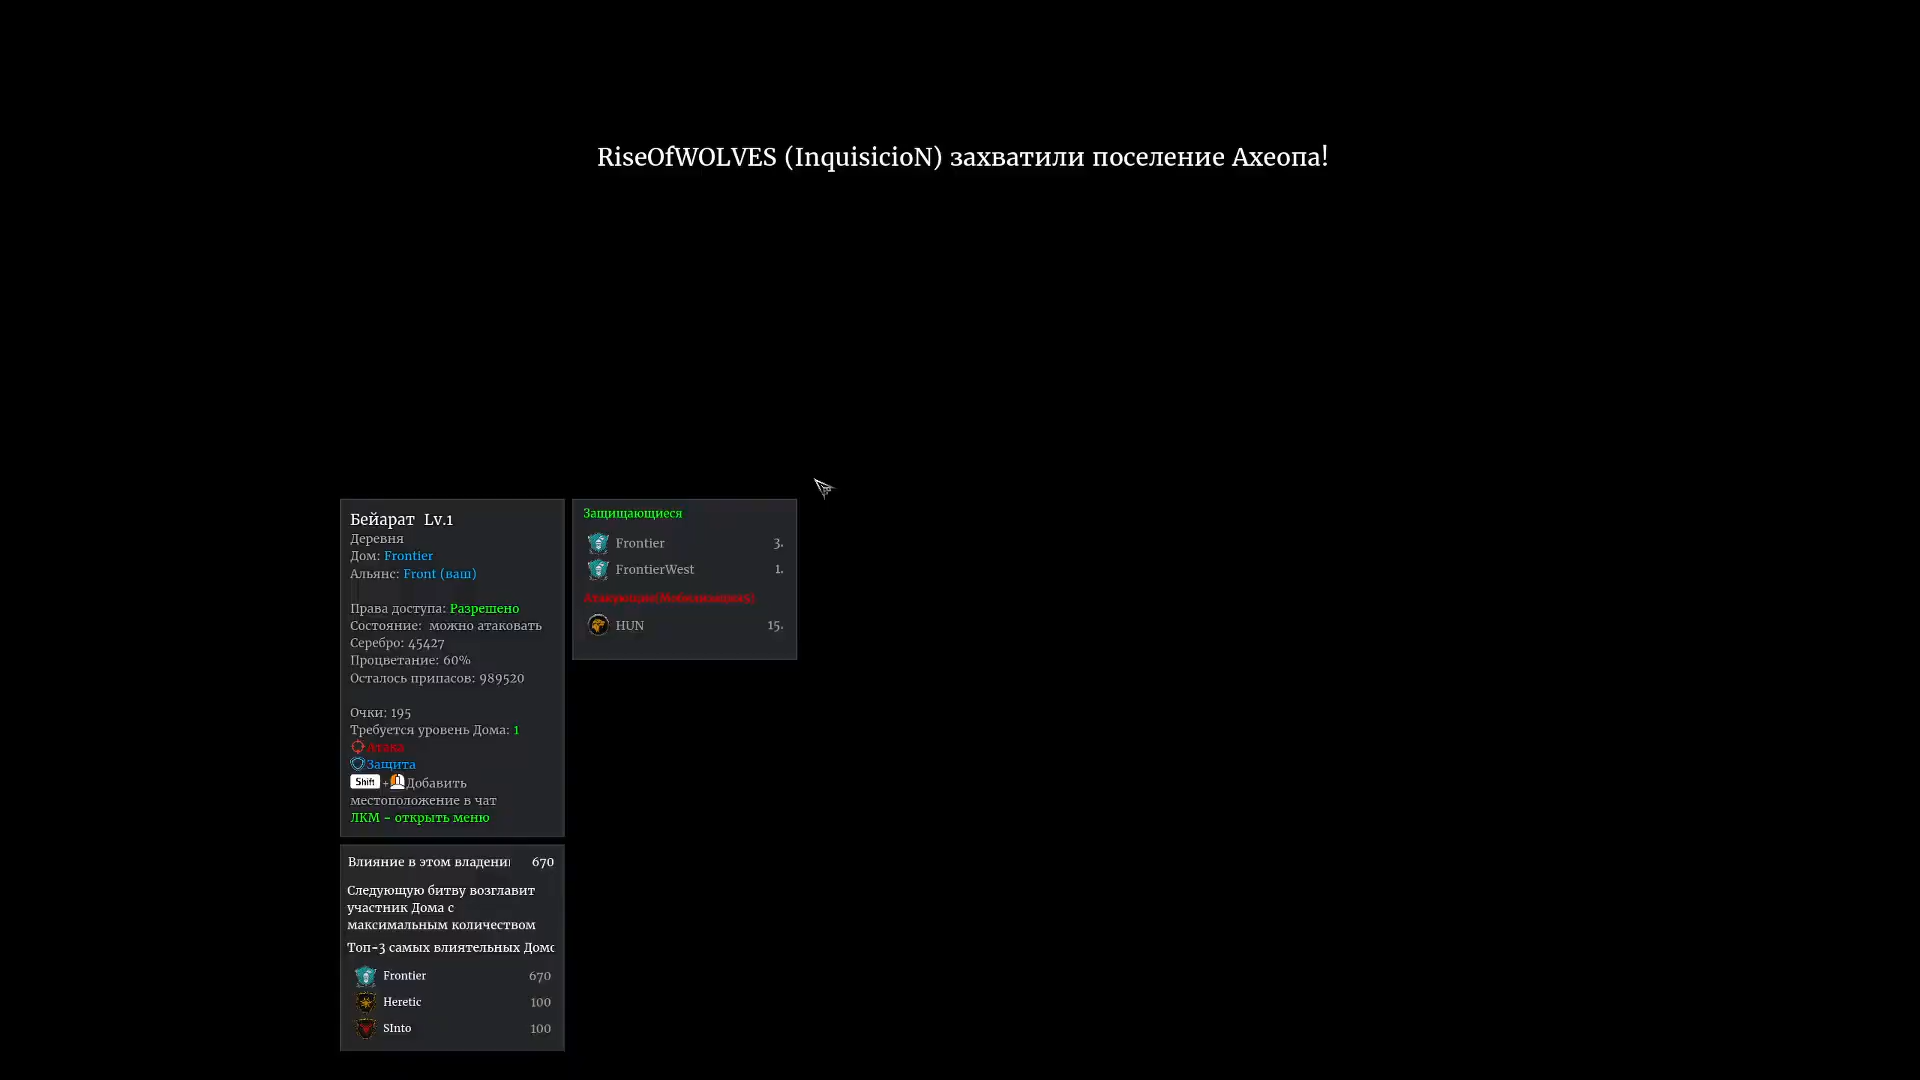 RiseOfWOLVES (InquisicioN) захватили поселение Ахеопа!
Бейарат Lv.1
Деревня
Дом: Frontier
Альянс: Front (ваш)
Права доступа: Разрешено
Состояние: можно атаковать
Серебро: 45427
Процветание: 60%
Осталось припасов: 989520
Очки: 195
Требуется уровень Дома: 1
Атака
Защита
Shift + Добавить
местоположение в чат
ЛКМ - открыть меню
Защищающиеся
Frontier 3.
FrontierWest 1.
HUN 15.
Влияние в этом владени 670
Следующую битву возглавит
участник Дома с
максимальным количеством
Топ-3 самых влиятельных Домо
Frontier 670
Heretic 100
SInto 100